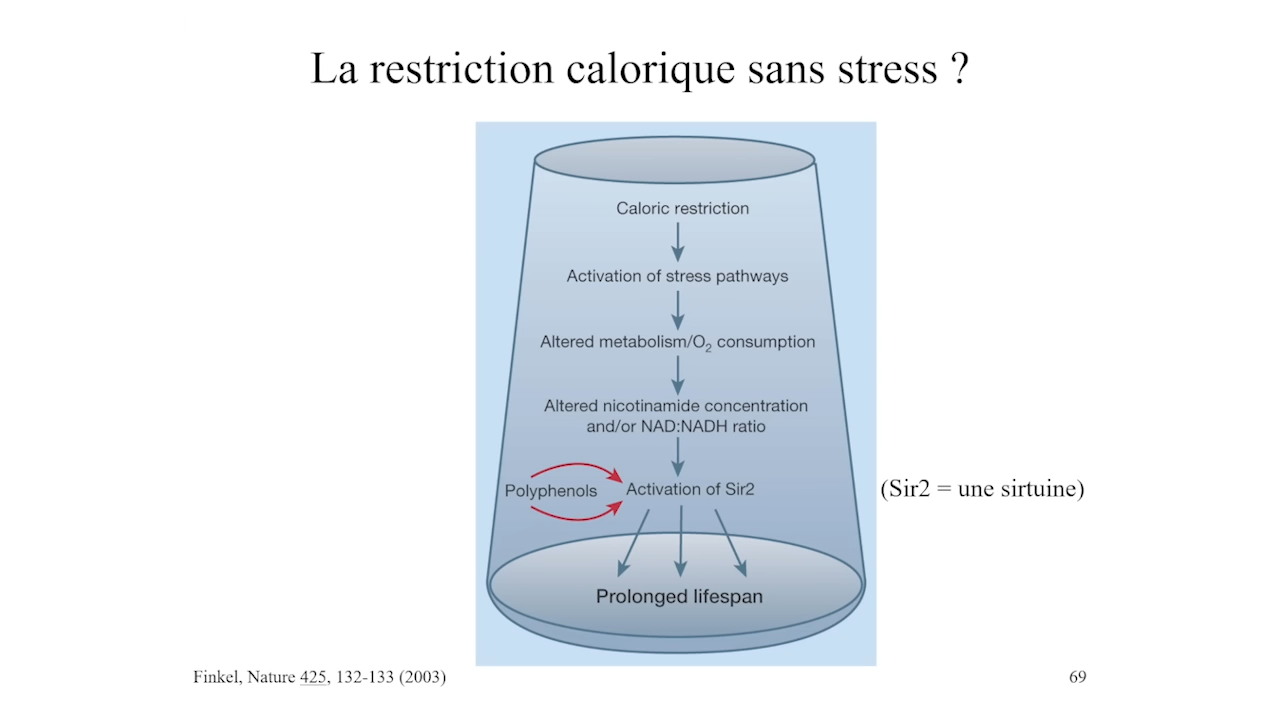 La restriction calorique sans stress ?
Caloric restriction
Activation of stress pathways
Altered metabolism/O₂ consumption
Altered nicotinamide concentration
and/or NAD:NADH ratio
Polyphenols
Activation of Sir2
(Sir2 = une sirtuine)
Prolonged lifespan
Finkel, Nature 425, 132-133 (2003)
69